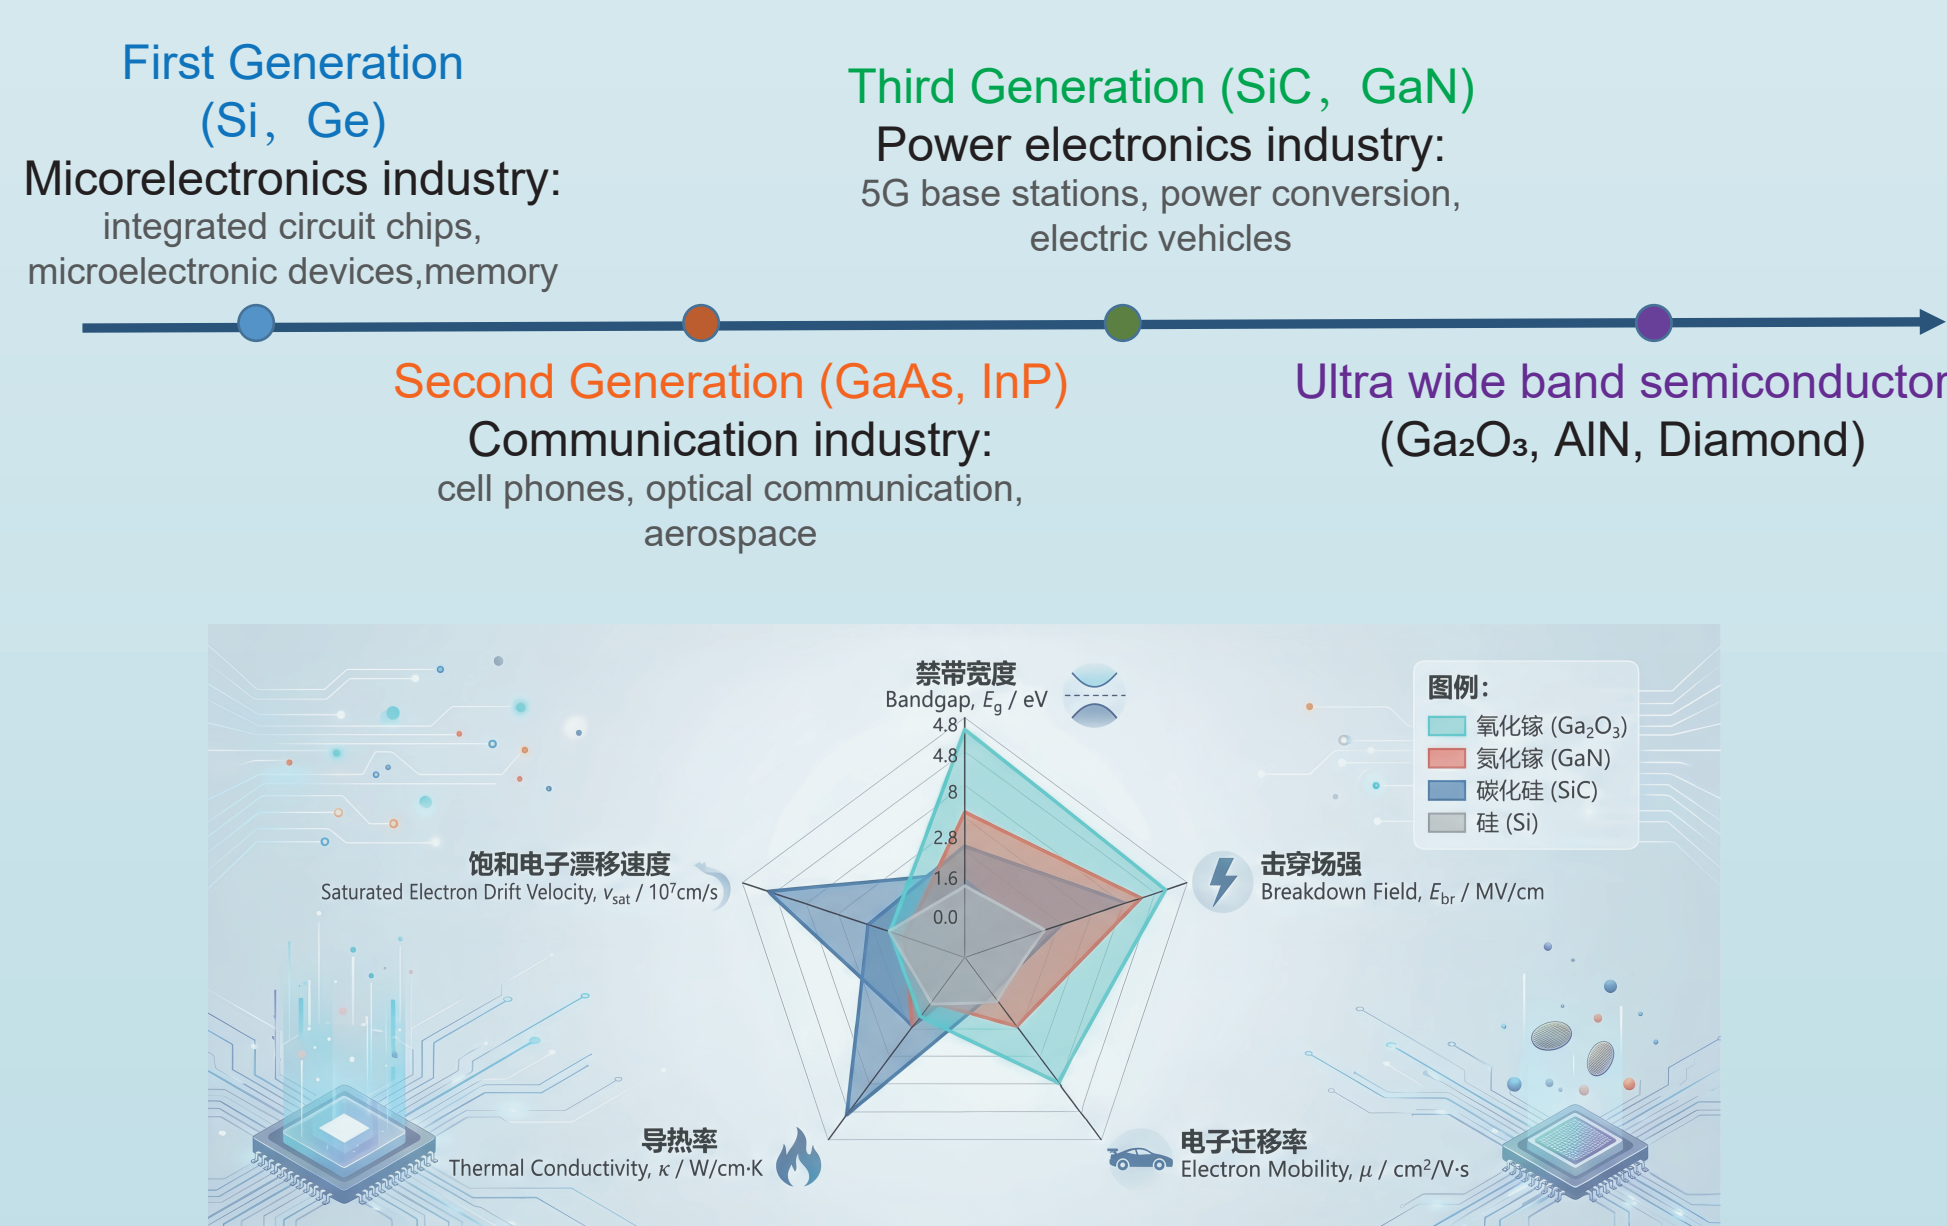 First Generation
(Si，Ge)
Micorelectronics industry:
integrated circuit chips,
microelectronic devices,memory
Third Generation (SiC，GaN)
Power electronics industry:
5G base stations, power conversion,
electric vehicles
Second Generation (GaAs, InP)
Communication industry:
cell phones, optical communication,
aerospace
Ultra wide band semiconductor
(Ga₂O₃, AlN, Diamond)
禁带宽度
Bandgap, Eg / eV
4.8
4.8
8
2.8
1.6
0.0
图例：
氧化镓 (Ga₂O₃)
氮化镓 (GaN)
碳化硅 (SiC)
硅 (Si)
饱和电子漂移速度
Saturated Electron Drift Velocity, vsat / 10⁷cm/s
击穿场强
Breakdown Field, Ebr / MV/cm
导热率
Thermal Conductivity, κ / W/cm·K
电子迁移率
Electron Mobility, μ / cm²/V·s